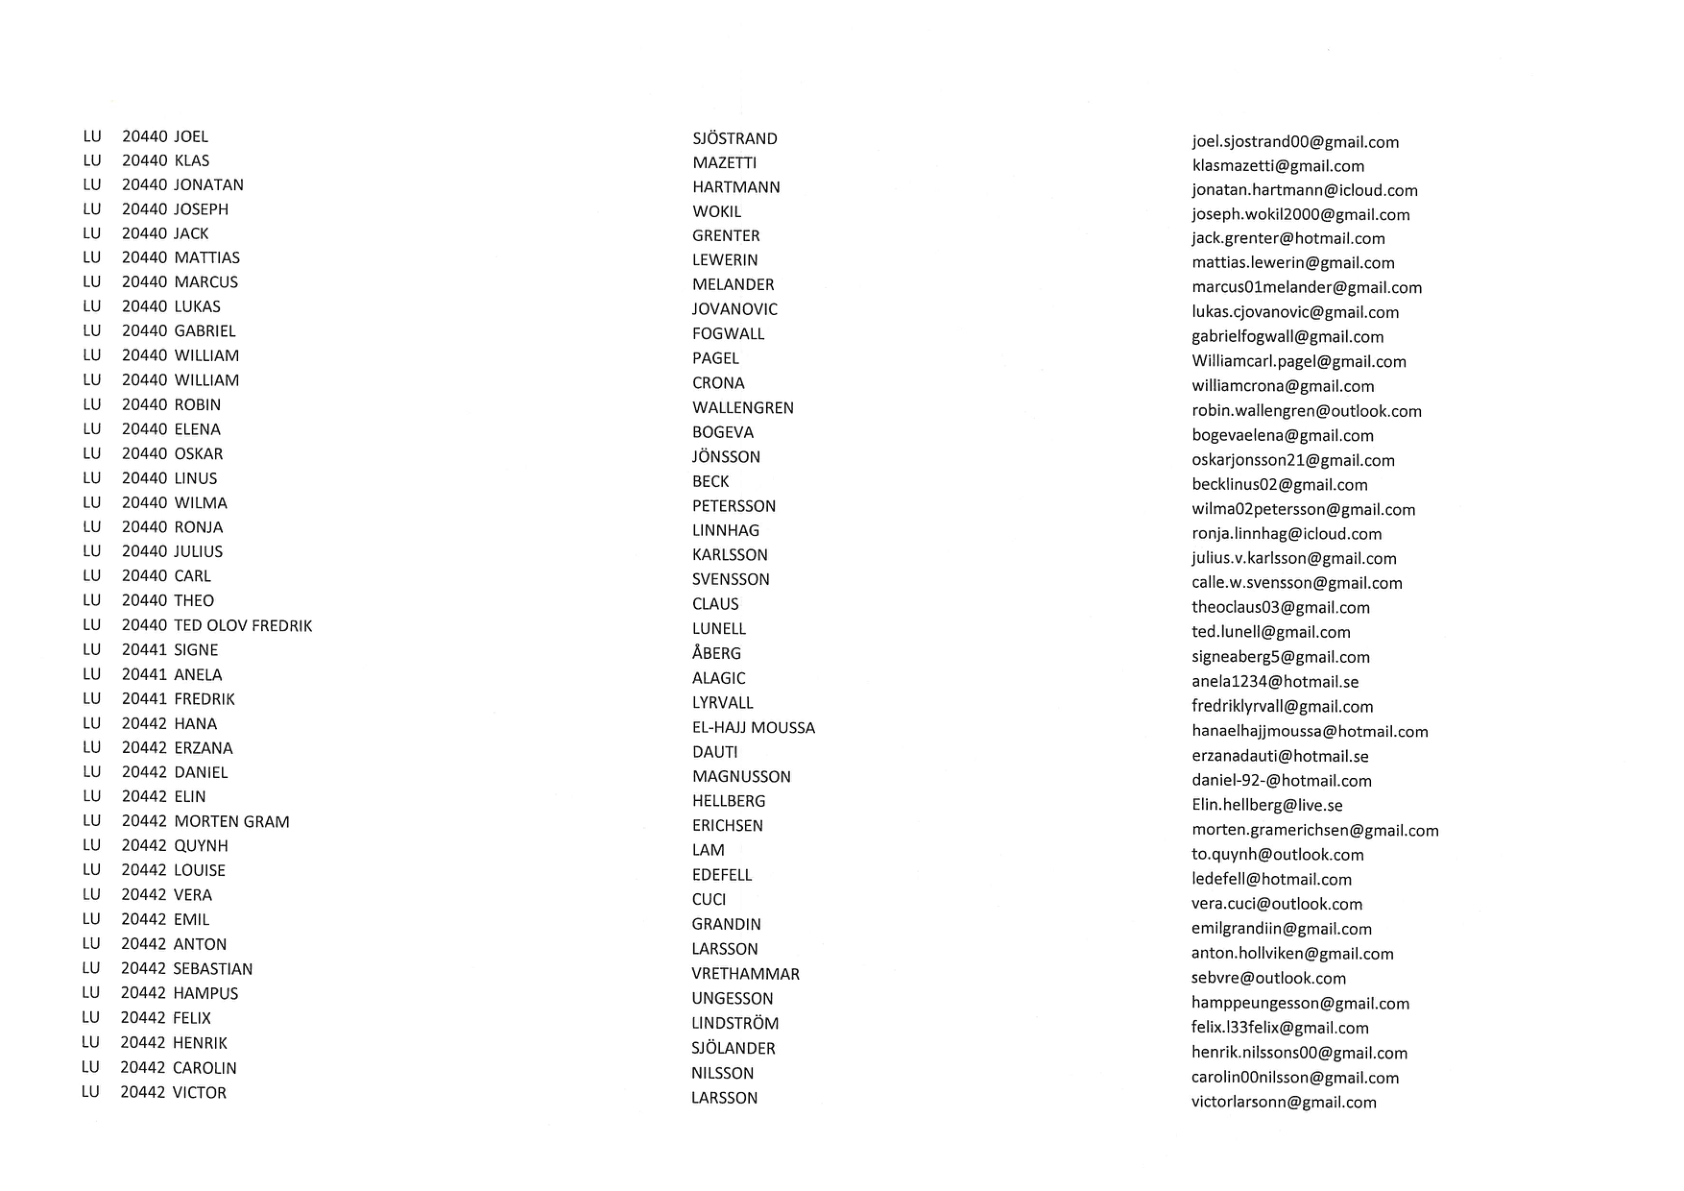 LU 20440 JOEL SJÖSTRAND joel.sjostrand00@gmail.com
LU 20440 KLAS MAZETTI klasmazetti@gmail.com
LU 20440 JONATAN HARTMANN jonatan.hartmann@icloud.com
LU 20440 JOSEPH WOKIL joseph.wokil2000@gmail.com
LU 20440 JACK GRENTER jack.grenter@hotmail.com
LU 20440 MATTIAS LEWERIN mattias.lewerin@gmail.com
LU 20440 MARCUS MELANDER marcus01melander@gmail.com
LU 20440 LUKAS JOVANOVIC lukas.cjovanovic@gmail.com
LU 20440 GABRIEL FOGWALL gabrielfogwall@gmail.com
LU 20440 WILLIAM PAGEL Williamcarl.pagel@gmail.com
LU 20440 WILLIAM CRONA williamcrona@gmail.com
LU 20440 ROBIN WALLENGREN robin.wallengren@outlook.com
LU 20440 ELENA BOGEVA bogevaelena@gmail.com
LU 20440 OSKAR JÖNSSON oskarjonsson21@gmail.com
LU 20440 LINUS BECK becklinus02@gmail.com
LU 20440 WILMA PETERSSON wilma02petersson@gmail.com
LU 20440 RONJA LINNHAG ronja.linnhag@icloud.com
LU 20440 JULIUS KARLSSON julius.v.karlsson@gmail.com
LU 20440 CARL SVENSSON calle.w.svensson@gmail.com
LU 20440 THEO CLAUS theoclaus03@gmail.com
LU 20440 TED OLOV FREDRIK LUNELL ted.lunell@gmail.com
LU 20441 SIGNE ÅBERG signeaberg5@gmail.com
LU 20441 ANELA ALAGIC anela1234@hotmail.se
LU 20441 FREDRIK LYRVALL fredriklyrvall@gmail.com
LU 20442 HANA EL-HAJJ MOUSSA hanaelhajjmoussa@hotmail.com
LU 20442 ERZANA DAUTI erzanadauti@hotmail.se
LU 20442 DANIEL MAGNUSSON daniel-92-@hotmail.com
LU 20442 ELIN HELLBERG Elin.hellberg@live.se
LU 20442 MORTEN GRAM ERICHSEN morten.gramerichsen@gmail.com
LU 20442 QUYNH LAM to.quynh@outlook.com
LU 20442 LOUISE EDEFELL ledefell@hotmail.com
LU 20442 VERA CUCI vera.cuci@outlook.com
LU 20442 EMIL GRANDIN emilgrandiin@gmail.com
LU 20442 ANTON LARSSON anton.hollviken@gmail.com
LU 20442 SEBASTIAN VRETHAMMAR sebvre@outlook.com
LU 20442 HAMPUS UNGESSON hamppeungesson@gmail.com
LU 20442 FELIX LINDSTRÖM felix.l33felix@gmail.com
LU 20442 HENRIK SJÖLANDER henrik.nilssons00@gmail.com
LU 20442 CAROLIN NILSSON carolin00nilsson@gmail.com
LU 20442 VICTOR LARSSON victorlarsonn@gmail.com